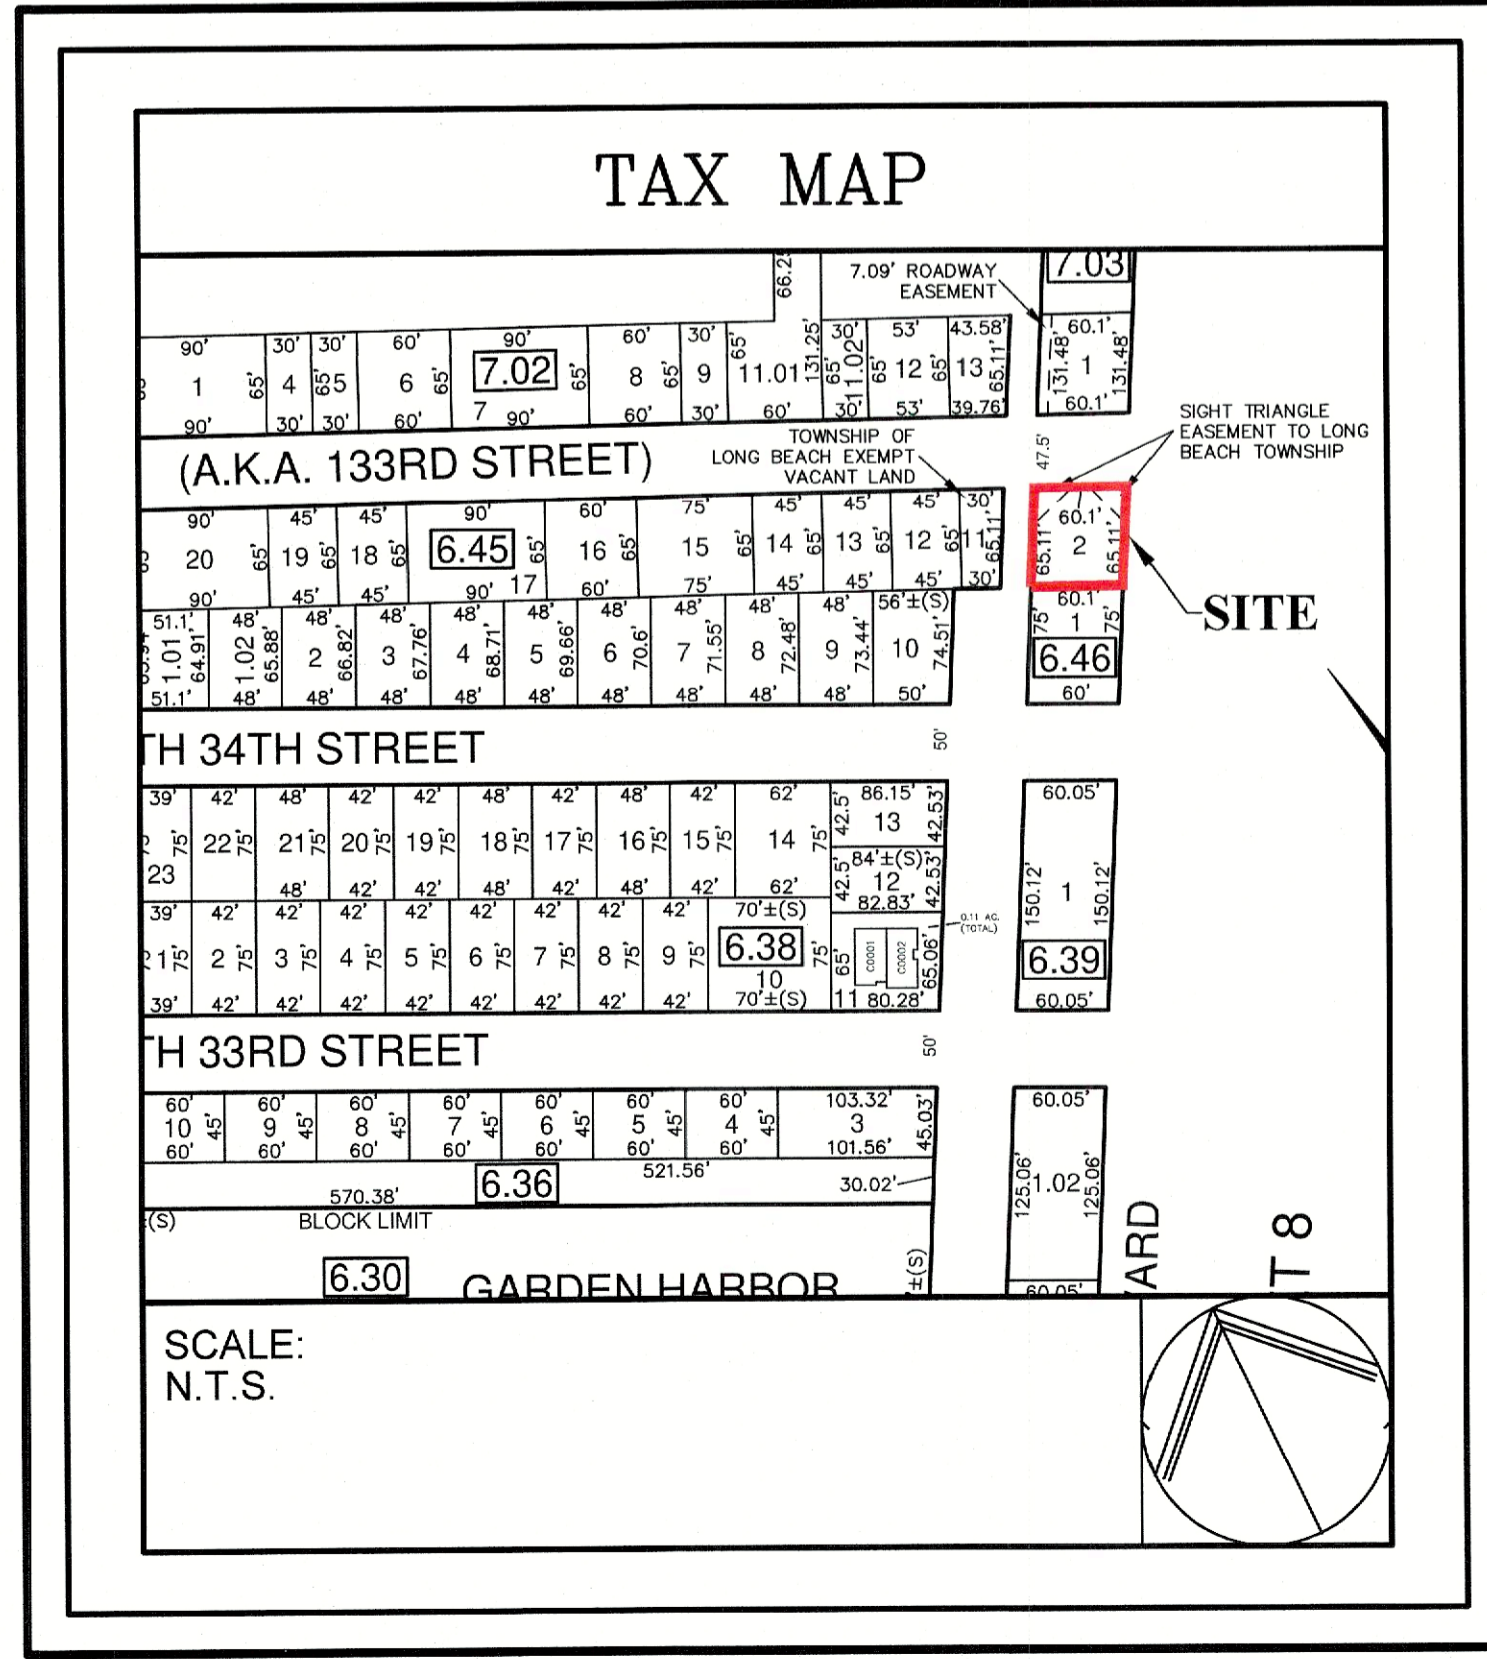 TAX MAP
66.2
7.09' ROADWAY
EASEMENT
7.03
90' 30' 30' 60' 90' 60' 30' 65' 131.25' 30' 53' 43.58' 60.1'
1 65' 4 65' 5 6 65' 7.02 65' 8 65' 9 11.01 65' 11.02 65' 12 65' 13 65.11' 131.48' 1 131.48'
90' 30' 30' 60' 7 90' 60' 30' 60' 30' 53' 39.76' 60.1'
(A.K.A. 133RD STREET)
TOWNSHIP OF
LONG BEACH EXEMPT
VACANT LAND
47.5'
SIGHT TRIANGLE
EASEMENT TO LONG
BEACH TOWNSHIP
90' 45' 45' 90' 60' 75' 45' 45' 45' 30' 60.1'
20 65' 19 65' 18 65' 6.45 65' 16 65' 15 65' 14 65' 13 65' 12 65' 11 65.11' 65.11' 2 65.11'
90' 45' 45' 90' 17 60' 75' 45' 45' 45' 30'
SITE
51.1' 48' 48' 48' 48' 48' 48' 48' 48' 48' 56'±(S) 60.1'
1.01 64.91' 1.02 65.88' 2 66.82' 3 67.76' 4 68.71' 5 69.66' 6 70.6' 7 71.55' 8 72.48' 9 73.44' 10 74.51' 75' 1 75'
6.46
51.1' 48' 48' 48' 48' 48' 48' 48' 48' 48' 50' 60'
TH 34TH STREET
50'
39' 42' 48' 42' 42' 48' 42' 48' 42' 62' 42.5' 86.15' 42.53' 60.05'
75' 22 75' 21 75' 20 75' 19 75' 18 75' 17 75' 16 75' 15 75' 14 75' 13
23 48' 42' 42' 48' 42' 48' 42' 62' 42.5' 84'±(S) 12 82.83' 42.53' 150.12' 1 150.12'
39' 42' 42' 42' 42' 42' 42' 42' 42' 70'±(S)
0.11 AC.
(TOTAL)
1 75' 2 75' 3 75' 4 75' 5 75' 6 75' 7 75' 8 75' 9 75' 6.38 75' 65' C0001 C0002 65.06' 6.39
10
39' 42' 42' 42' 42' 42' 42' 42' 42' 70'±(S) 11 80.28' 60.05'
TH 33RD STREET
50'
60' 60' 60' 60' 60' 60' 60' 103.32' 60.05'
10 45' 9 45' 8 45' 7 45' 6 45' 5 45' 4 45' 3 45.03'
60' 60' 60' 60' 60' 60' 60' 101.56'
570.38' 6.36 521.56' 30.02' 125.06' 1.02 125.06'
(S) BLOCK LIMIT
6.30 GARDEN HARBOR '±(S) 60.05' ARD T 8
SCALE:
N.T.S.